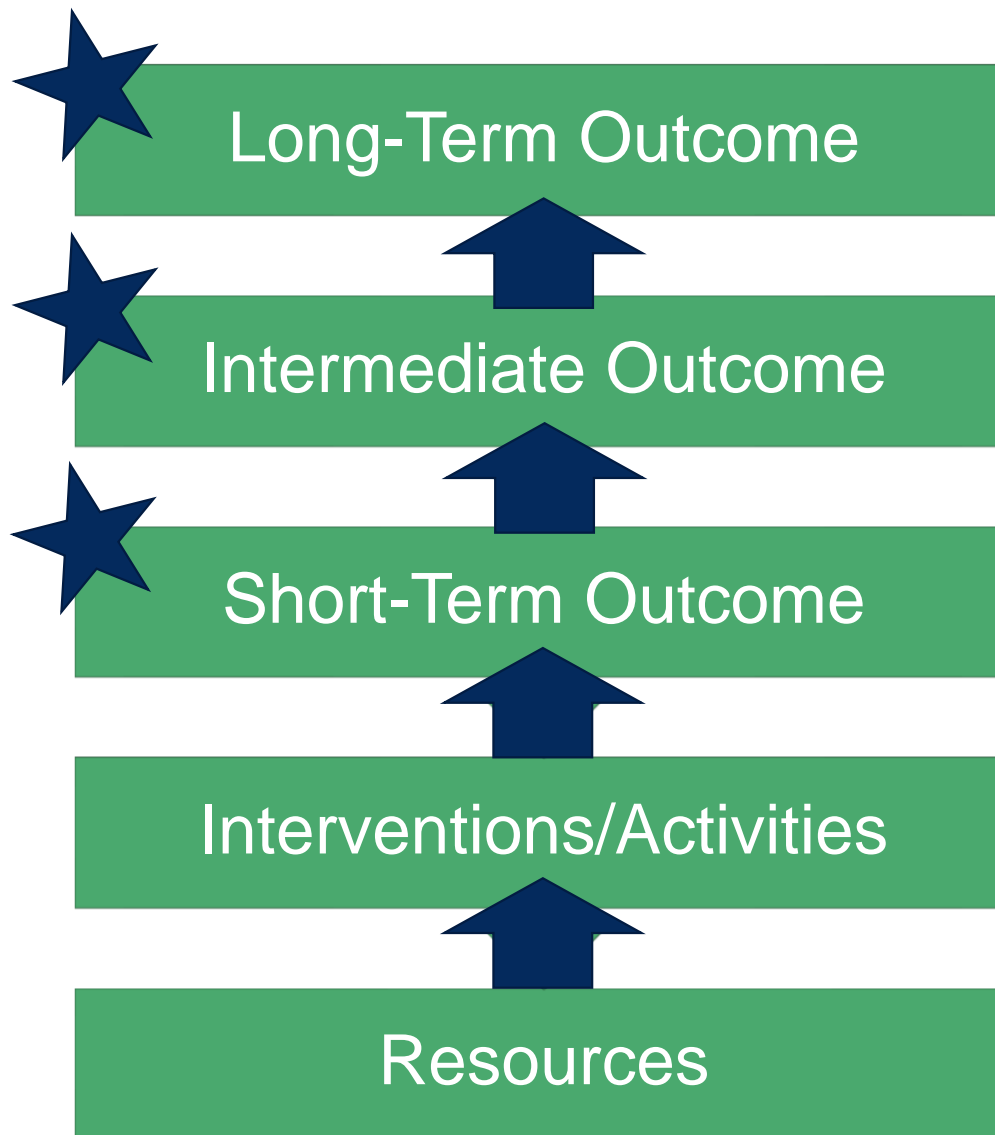 Long-Term Outcome
Intermediate Outcome
Short-Term Outcome
Interventions/Activities
Resources